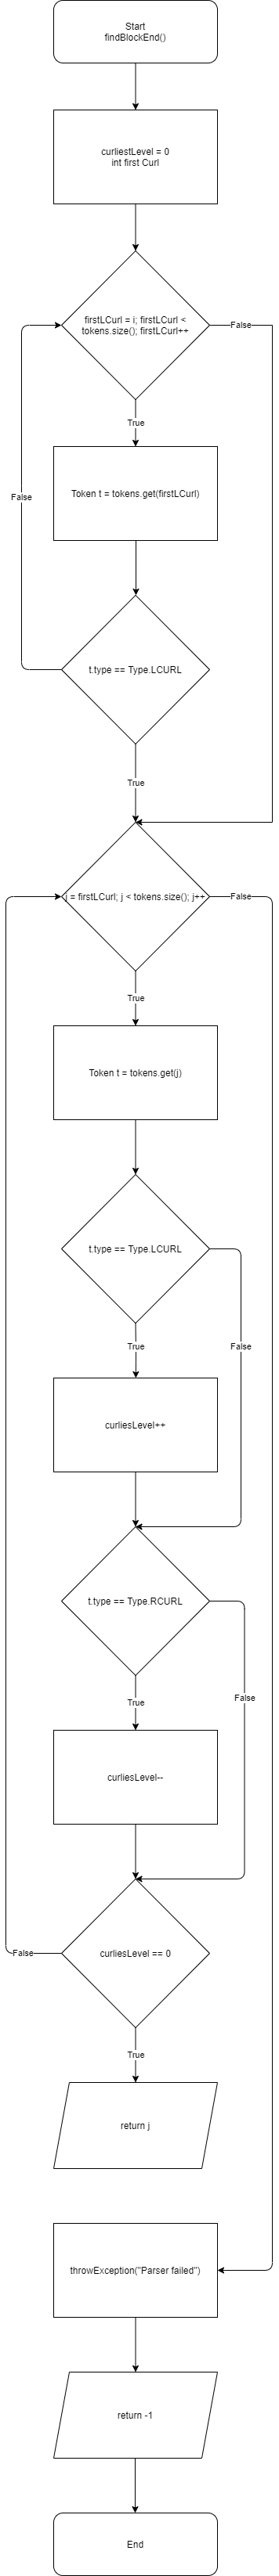 Start
findBlockEnd()
curliestLevel = 0
int first Curl
firstLCurl = i; firstLCurl <
tokens.size(); firstLCurl++
False
True
False
Token t = tokens.get(firstLCurl)
t.type == Type.LCURL
True
j = firstLCurl; j < tokens.size(); j++
False
True
Token t = tokens.get(j)
t.type == Type.LCURL
True
False
curliesLevel++
t.type == Type.RCURL
True
False
curliesLevel--
curliesLevel == 0
False
True
return j
throwException("Parser failed")
return -1
End